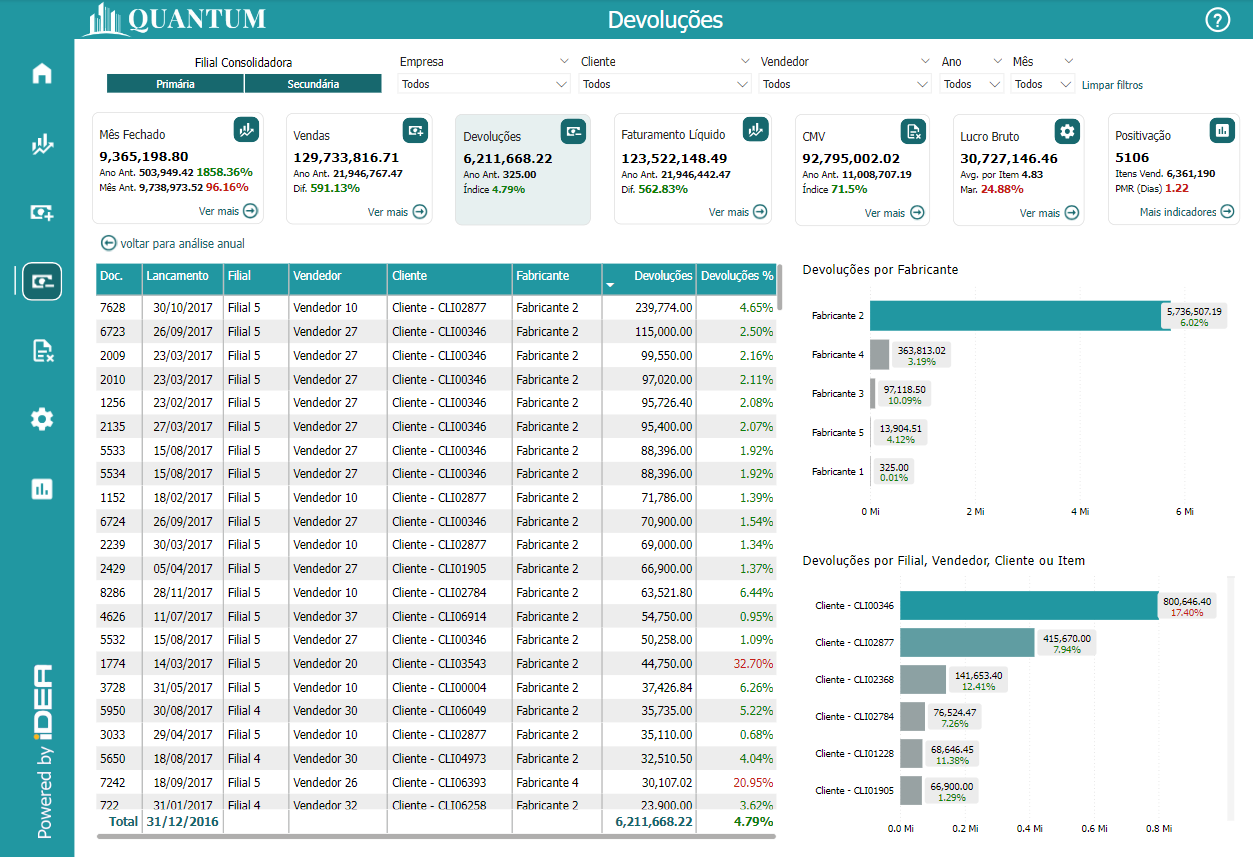 QUANTUM
Devoluções
?
Filial Consolidadora
Primária Secundária
Empresa
Todos
Cliente
Todos
Vendedor
Todos
Ano
Todos
Mês
Todos
Limpar filtros
Mês Fechado
9,365,198.80
Ano Ant. 503,949.42 1858.36%
Mês Ant. 9,738,973.52 96.16%
Ver mais
Vendas
129,733,816.71
Ano Ant. 21,946,767.47
Dif. 591.13%
Ver mais
Devoluções
6,211,668.22
Ano Ant. 325.00
Índice 4.79%
Faturamento Líquido
123,522,148.49
Ano Ant. 21,946,442.47
Dif. 562.83%
Ver mais
CMV
92,795,002.02
Ano Ant. 11,008,707.19
Índice 71.5%
Ver mais
Lucro Bruto
30,727,146.46
Avg. por Item 4.83
Mar. 24.88%
Ver mais
Positivação
5106
Itens Vend. 6,361,190
PMR (Dias) 1.22
Mais indicadores
voltar para análise anual
Doc. Lancamento Filial Vendedor Cliente Fabricante Devoluções Devoluções %
7628 30/10/2017 Filial 5 Vendedor 10 Cliente - CLI02877 Fabricante 2 239,774.00 4.65%
6723 26/09/2017 Filial 5 Vendedor 27 Cliente - CLI00346 Fabricante 2 115,000.00 2.50%
2009 23/03/2017 Filial 5 Vendedor 27 Cliente - CLI00346 Fabricante 2 99,550.00 2.16%
2010 23/03/2017 Filial 5 Vendedor 27 Cliente - CLI00346 Fabricante 2 97,020.00 2.11%
1256 23/02/2017 Filial 5 Vendedor 27 Cliente - CLI00346 Fabricante 2 95,726.40 2.08%
2135 27/03/2017 Filial 5 Vendedor 27 Cliente - CLI00346 Fabricante 2 95,400.00 2.07%
5533 15/08/2017 Filial 5 Vendedor 27 Cliente - CLI00346 Fabricante 2 88,396.00 1.92%
5534 15/08/2017 Filial 5 Vendedor 27 Cliente - CLI00346 Fabricante 2 88,396.00 1.92%
1152 18/02/2017 Filial 5 Vendedor 10 Cliente - CLI02877 Fabricante 2 71,786.00 1.39%
6724 26/09/2017 Filial 5 Vendedor 27 Cliente - CLI00346 Fabricante 2 70,900.00 1.54%
2239 30/03/2017 Filial 5 Vendedor 10 Cliente - CLI02877 Fabricante 2 69,000.00 1.34%
2429 05/04/2017 Filial 5 Vendedor 27 Cliente - CLI01905 Fabricante 2 66,900.00 1.37%
8286 28/11/2017 Filial 5 Vendedor 10 Cliente - CLI02784 Fabricante 2 63,521.80 6.44%
4626 11/07/2017 Filial 5 Vendedor 37 Cliente - CLI06914 Fabricante 2 54,750.00 0.95%
5532 15/08/2017 Filial 5 Vendedor 27 Cliente - CLI00346 Fabricante 2 50,258.00 1.09%
1774 14/03/2017 Filial 5 Vendedor 20 Cliente - CLI03543 Fabricante 2 44,750.00 32.70%
3728 31/05/2017 Filial 5 Vendedor 10 Cliente - CLI00004 Fabricante 2 37,426.84 6.26%
5950 30/08/2017 Filial 4 Vendedor 30 Cliente - CLI06049 Fabricante 2 35,735.00 5.22%
3033 29/04/2017 Filial 5 Vendedor 10 Cliente - CLI02877 Fabricante 2 35,110.00 0.68%
5650 18/08/2017 Filial 4 Vendedor 30 Cliente - CLI04973 Fabricante 2 32,510.50 4.04%
7242 18/09/2017 Filial 5 Vendedor 26 Cliente - CLI06393 Fabricante 4 30,107.02 20.95%
722 31/01/2017 Filial 4 Vendedor 32 Cliente - CLI06258 Fabricante 2 23,900.00 3.62%
Total 31/12/2016 6,211,668.22 4.79%
Devoluções por Fabricante
Fabricante 2 5,736,507.19
6.02%
Fabricante 4 363,813.02
3.19%
Fabricante 3 97,118.50
10.09%
Fabricante 5 13,904.51
4.12%
Fabricante 1 325.00
0.01%
0 Mi 2 Mi 4 Mi 6 Mi
Devoluções por Filial, Vendedor, Cliente ou Item
Cliente - CLI00346 800,646.40
17.40%
Cliente - CLI02877 415,670.00
7.94%
Cliente - CLI02368 141,653.40
12.41%
Cliente - CLI02784 76,524.47
7.26%
Cliente - CLI01228 68,646.45
11.38%
Cliente - CLI01905 66,900.00
1.29%
0.0 Mi 0.2 Mi 0.4 Mi 0.6 Mi 0.8 Mi
Powered by iDEA